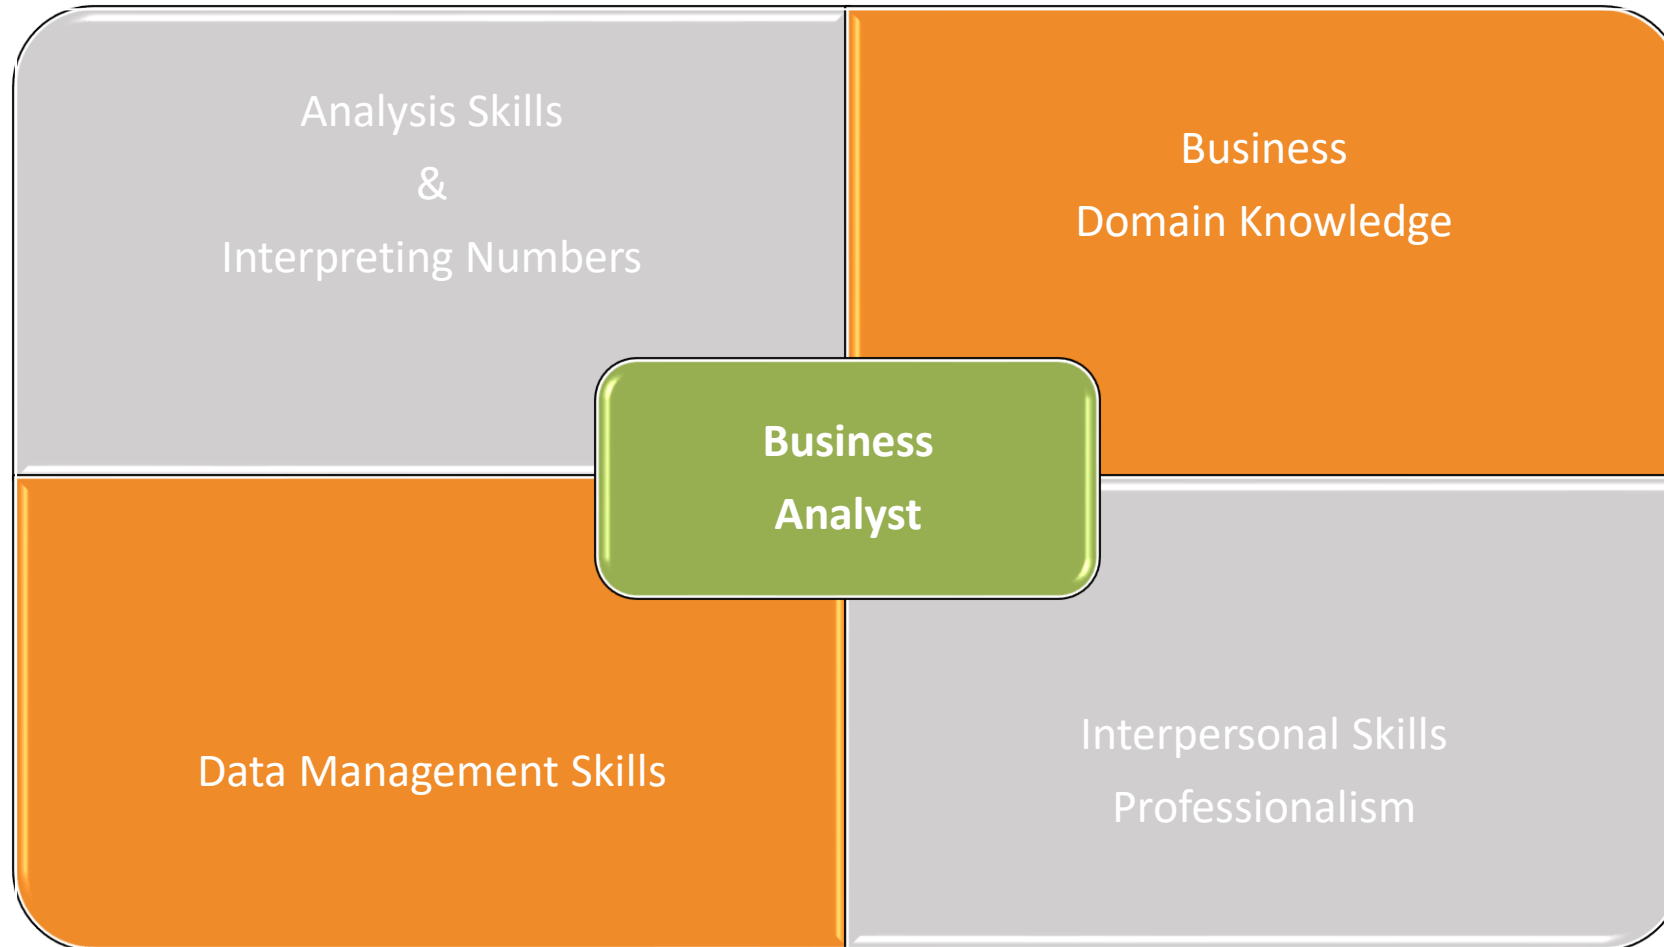 Analysis Skills
&
Interpreting Numbers
Business
Domain Knowledge
Business
Analyst
Data Management Skills
Interpersonal Skills
Professionalism